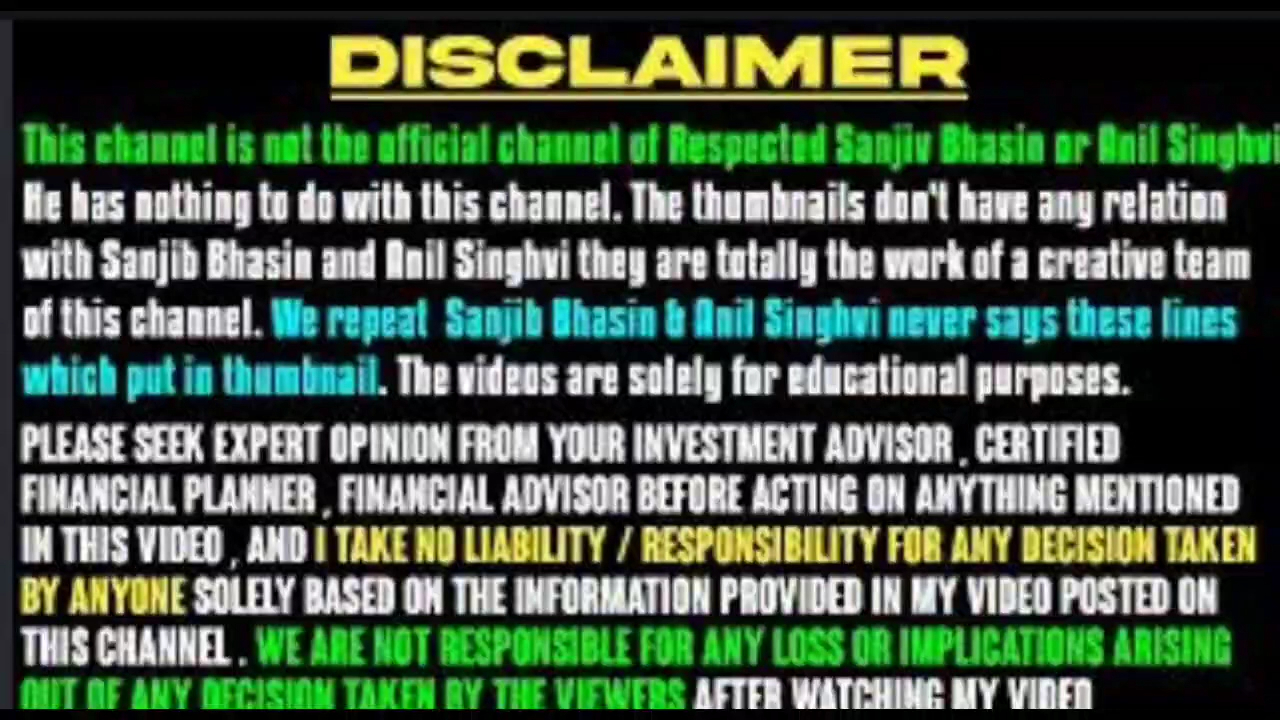 DISCLAIMER
This channel is not the official channel of Respected Sanjiv Bhasin or Anil Singhvi
He has nothing to do with this channel. The thumbnails don't have any relation
with Sanjib Bhasin and Anil Singhvi they are totally the work of a creative team
of this channel. We repeat Sanjib Bhasin & Anil Singhvi never says these lines
which put in thumbnail. The videos are solely for educational purposes.
PLEASE SEEK EXPERT OPINION FROM YOUR INVESTMENT ADVISOR , CERTIFIED
FINANCIAL PLANNER , FINANCIAL ADVISOR BEFORE ACTING ON ANYTHING MENTIONED
IN THIS VIDEO , AND I TAKE NO LIABILITY / RESPONSIBILITY FOR ANY DECISION TAKEN
BY ANYONE SOLELY BASED ON THE INFORMATION PROVIDED IN MY VIDEO POSTED ON
THIS CHANNEL . WE ARE NOT RESPONSIBLE FOR ANY LOSS OR IMPLICATIONS ARISING
OUT OF ANY DECISION TAKEN BY THE VIEWERS AFTER WATCHING MY VIDEO